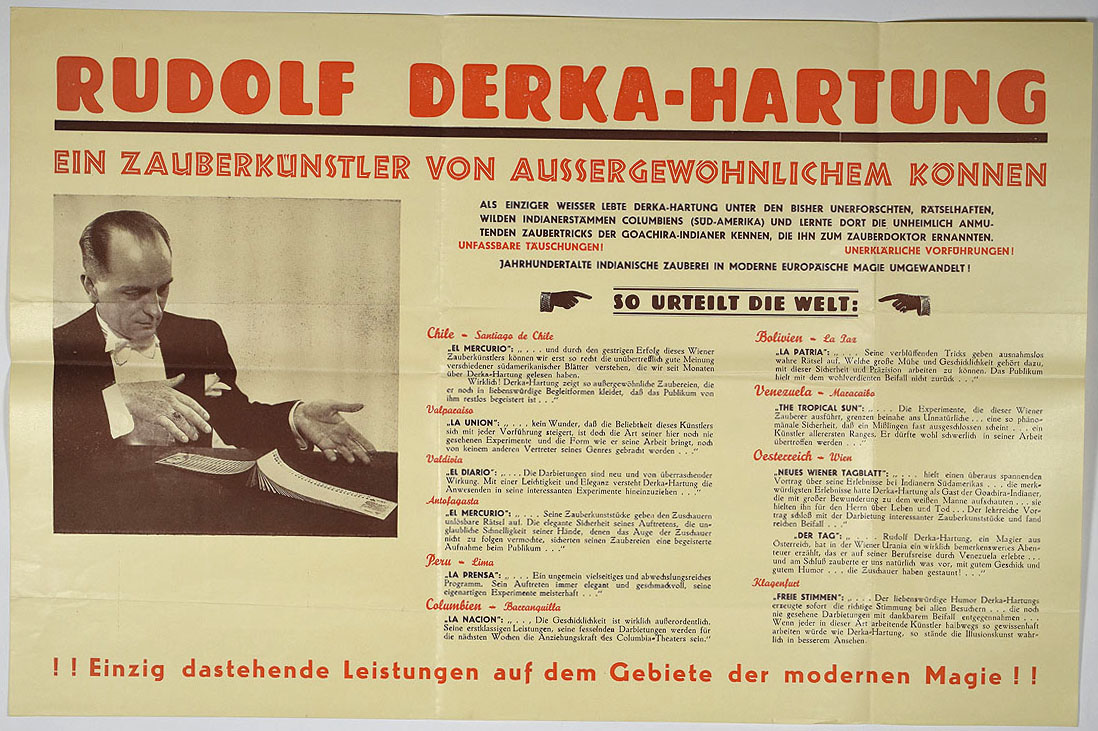 RUDOLF DERKA-HARTUNG
EIN ZAUBERKÜNSTLER VON AUSSERGEWÖHNLICHEM KÖNNEN
ALS EINZIGER WEISSER LEBTE DERKA-HARTUNG UNTER DEN BISHER UNERFORSCHTEN, RÄTSELHAFTEN,
WILDEN INDIANERSTÄMMEN COLUMBIENS (SÜD-AMERIKA) UND LERNTE DORT DIE UNHEIMLICH ANMU-
TENDEN ZAUBERTRICKS DER GOACHIRA-INDIANER KENNEN, DIE IHN ZUM ZAUBERDOKTOR ERNANNTEN.
UNFASSBARE TÄUSCHUNGEN! UNERKLÄRLICHE VORFÜHRUNGEN!
JAHRHUNDERTALTE INDIANISCHE ZAUBEREI IN MODERNE EUROPÄISCHE MAGIE UMGEWANDELT!
SO URTEILT DIE WELT:
Chile - Santiago de Chile
„EL MERCURIO": „. . . . und durch den gestrigen Erfolg dieses Wiener
Zauberkünstlers können wir erst so recht die unübertrefflich gute Meinung
verschiedener südamerikanischer Blätter verstehen, die wir seit Monaten
über Derka-Hartung gelesen haben.
Wirklich! Derka-Hartung zeigt so außergewöhnliche Zaubereien, die
er noch in liebenswürdige Begleitformen kleidet, daß das Publikum von
ihm restlos begeistert ist . . ."
Valparaiso
„LA UNION": „. . . . kein Wunder, daß die Beliebtheit dieses Künstlers
sich mit jeder Vorführung steigert, ist doch die Art seiner hier noch nie
gesehenen Experimente und die Form wie er seine Arbeit bringt, noch
von keinem anderen Vertreter seines Genres gebracht worden . . ."
Valdivia
„EL DIARIO": „. . . . Die Darbietungen sind neu und von überraschender
Wirkung. Mit einer Leichtigkeit und Eleganz versteht Derka-Hartung die
Anwesenden in seine interessanten Experimente hineinzuziehen . . ."
Antofagasta
„EL MERCURIO": „. . . . Seine Zauberkunststücke geben den Zuschauern
unlösbare Rätsel auf. Die elegante Sicherheit seines Auftretens, die un-
glaubliche Schnelligkeit seiner Hände, denen das Auge der Zuschauer
nicht zu folgen vermochte, sicherten seinen Zaubereien eine begeisterte
Aufnahme beim Publikum . . ."
Peru - Lima
„LA PRENSA": „. . . . Ein ungemein vielseitiges und abwechslungsreiches
Programm. Sein Auftreten immer elegant und geschmackvoll, seine
eigenartigen Experimente meisterhaft . . ."
Columbien - Barranquilla
„LA NACION": „. . . . Die Geschicklichkeit ist wirklich außerordentlich.
Seine erstklassigen Leistungen, seine fesselnden Darbietungen werden für
die nächsten Wochen die Anziehungskraft des Columbia-Theaters sein."
Bolivien - La Paz
„LA PATRIA": „. . . . Seine verblüffenden Tricks geben ausnahmslos
wahre Rätsel auf. Welche große Mühe und Geschicklichkeit gehört dazu,
mit dieser Sicherheit und Präzision arbeiten zu können. Das Publikum
hielt mit dem wohlverdienten Beifall nicht zurück . . ."
Venezuela - Maracaibo
„THE TROPICAL SUN": „. . . . Die Experimente, die dieser Wiener
Zauberer ausführt, grenzen beinahe ans Unnatürliche . . . eine so phäno-
mänale Sicherheit, daß ein Mißlingen fast ausgeschlossen scheint . . . ein
Künstler allerersten Ranges. Er dürfte wohl schwerlich in seiner Arbeit
übertroffen werden . . ."
Oesterreich - Wien
„NEUES WIENER TAGBLATT": „. . . . hielt einen überaus spannenden
Vortrag über seine Erlebnisse bei Indianern Südamerikas . . . die merk-
würdigsten Erlebnisse hatte Derka-Hartung als Gast der Goachira-Indianer,
die mit großer Bewunderung zu dem weißen Manne aufschauten . . . sie
hielten ihn für den Herrn über Leben und Tod . . . Der lehrreiche Vor-
trag schloß mit der Darbietung interessanter Zauberkunststücke und fand
reichen Beifall . . ."
„DER TAG": „. . . . Rudolf Derka-Hartung, ein Magier aus
Österreich, hat in der Wiener Urania ein wirklich bemerkenswertes Aben-
teuer erzählt, das er auf seiner Berufsreise durch Venezuela erlebte . . .
und am Schluß zauberte er uns natürlich was vor, mit gutem Geschick und
gutem Humor . . . die Zuschauer haben gestaunt! . . ."
Klagenfurt
„FREIE STIMMEN": „. . . . Der liebenswürdige Humor Derka-Hartungs
erzeugte sofort die richtige Stimmung bei allen Besuchern . . . die noch
nie gesehene Darbietungen mit dankbarem Beifall entgegennahmen . . .
Wenn jeder in dieser Art arbeitende Künstler halbwegs so gewissenhaft
arbeiten würde wie Derka-Hartung, so stände die Illusionskunst wahr-
lich in besserem Ansehen.
!! Einzig dastehende Leistungen auf dem Gebiete der modernen Magie !!